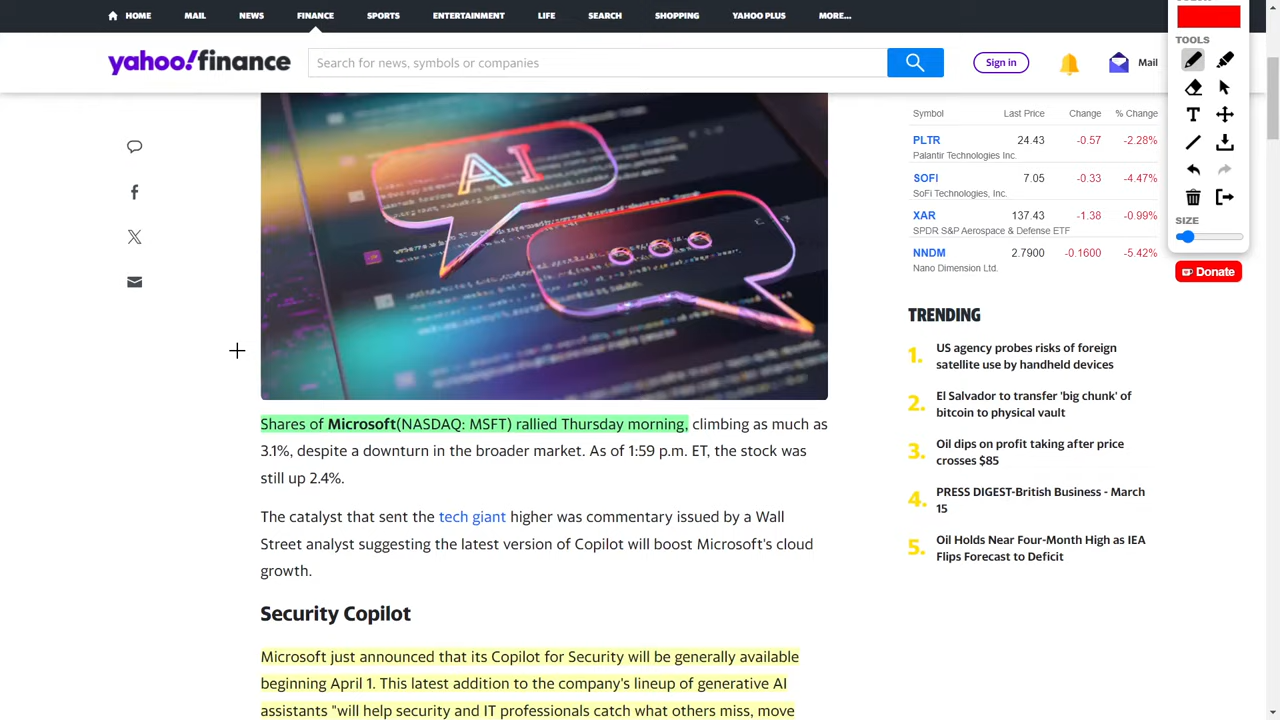 HOME MAIL NEWS FINANCE SPORTS ENTERTAINMENT LIFE SEARCH SHOPPING YAHOO PLUS MORE...
yahoo!finance
Search for news, symbols or companies
Sign in
Mail
TOOLS
SIZE
Donate
AI
Symbol Last Price Change % Change
PLTR 24.43 -0.57 -2.28%
Palantir Technologies Inc.
SOFI 7.05 -0.33 -4.47%
SoFi Technologies, Inc.
XAR 137.43 -1.38 -0.99%
SPDR S&P Aerospace & Defense ETF
NNDM 2.7900 -0.1600 -5.42%
Nano Dimension Ltd.
Shares of Microsoft(NASDAQ: MSFT) rallied Thursday morning, climbing as much as
3.1%, despite a downturn in the broader market. As of 1:59 p.m. ET, the stock was
still up 2.4%.
The catalyst that sent the tech giant higher was commentary issued by a Wall
Street analyst suggesting the latest version of Copilot will boost Microsoft's cloud
growth.
Security Copilot
Microsoft just announced that its Copilot for Security will be generally available
beginning April 1. This latest addition to the company's lineup of generative AI
assistants "will help security and IT professionals catch what others miss, move
TRENDING
1. US agency probes risks of foreign
satellite use by handheld devices
2. El Salvador to transfer 'big chunk' of
bitcoin to physical vault
3. Oil dips on profit taking after price
crosses $85
4. PRESS DIGEST-British Business - March
15
5. Oil Holds Near Four-Month High as IEA
Flips Forecast to Deficit